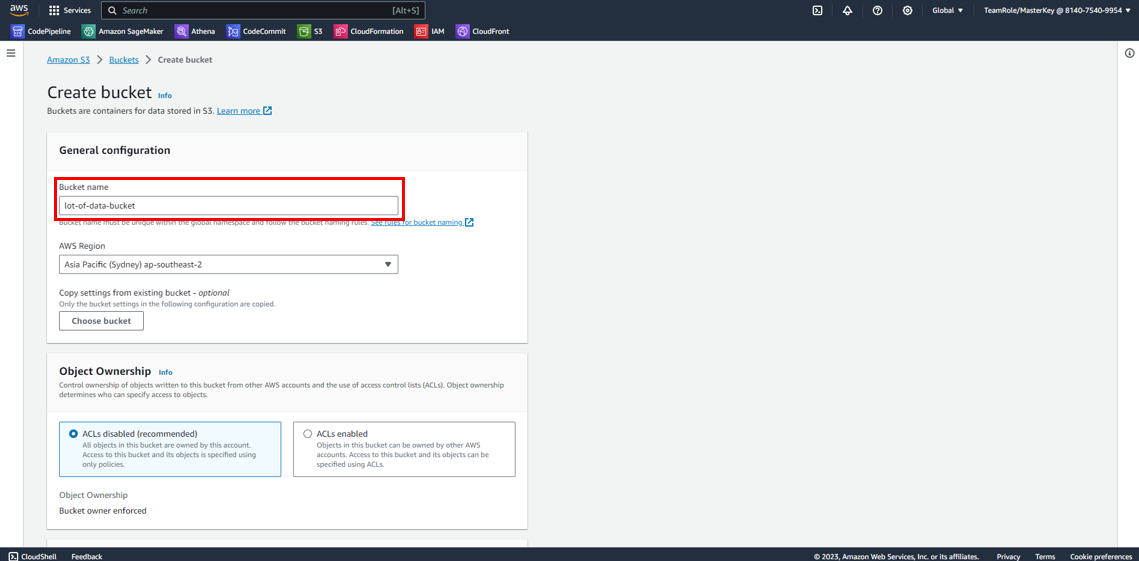 aws
Services
Search
[Alt+S]
Global
TeamRole/MasterKey @ 8140-7540-9954
CodePipeline
Amazon SageMaker
Athena
CodeCommit
S3
CloudFormation
IAM
CloudFront
Amazon S3 > Buckets > Create bucket
Create bucket Info
Buckets are containers for data stored in S3. Learn more
General configuration
Bucket name
lot-of-data-bucket
Bucket name must be unique within the global namespace and follow the bucket naming rules. See rules for bucket naming
AWS Region
Asia Pacific (Sydney) ap-southeast-2
Copy settings from existing bucket - optional
Only the bucket settings in the following configuration are copied.
Choose bucket
Object Ownership Info
Control ownership of objects written to this bucket from other AWS accounts and the use of access control lists (ACLs). Object ownership
determines who can specify access to objects.
ACLs disabled (recommended)
All objects in this bucket are owned by this account.
Access to this bucket and its objects is specified using
only policies.
ACLs enabled
Objects in this bucket can be owned by other AWS
accounts. Access to this bucket and its objects can be
specified using ACLs.
Object Ownership
Bucket owner enforced
CloudShell
Feedback
© 2023, Amazon Web Services, Inc. or its affiliates.
Privacy
Terms
Cookie preferences